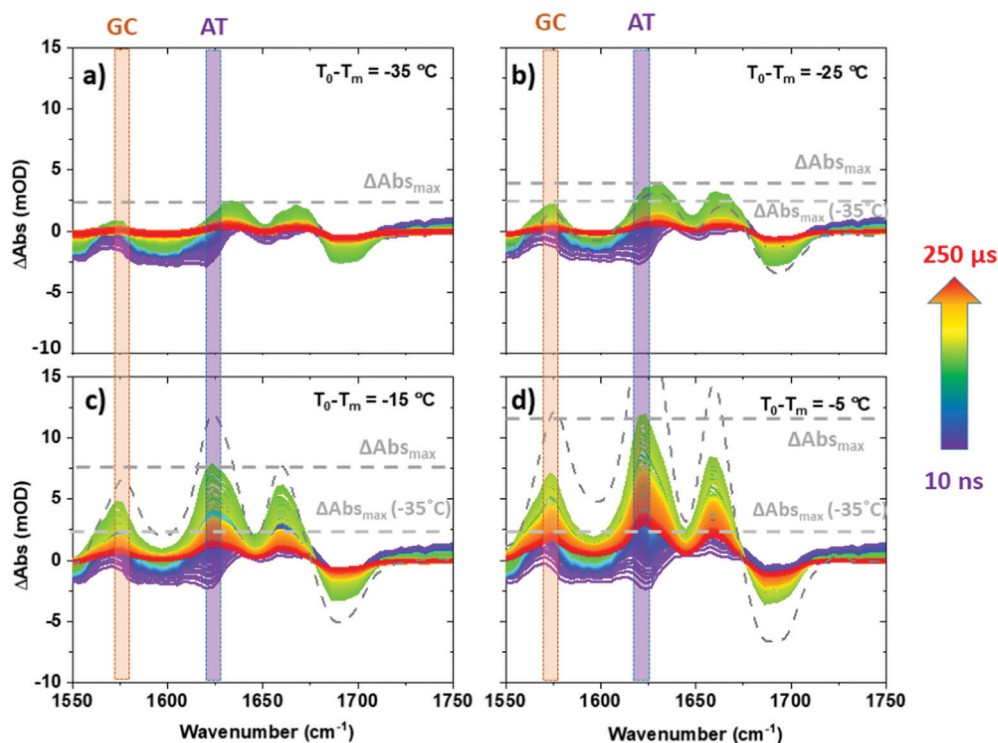 GC
AT
GC
AT
a)
T₀-Tₘ = -35 °C
ΔAbsₘₐₓ
b)
T₀-Tₘ = -25 °C
ΔAbsₘₐₓ
ΔAbsₘₐₓ (-35°C)
15
10
5
0
-5
-10
ΔAbs (mOD)
c)
T₀-Tₘ = -15 °C
ΔAbsₘₐₓ
ΔAbsₘₐₓ (-35°C)
d)
T₀-Tₘ = -5 °C
ΔAbsₘₐₓ
ΔAbsₘₐₓ (-35°C)
15
10
5
0
-5
-10
ΔAbs (mOD)
1550
1600
1650
1700
1750
1550
1600
1650
1700
1750
Wavenumber (cm⁻¹)
Wavenumber (cm⁻¹)
250 µs
10 ns